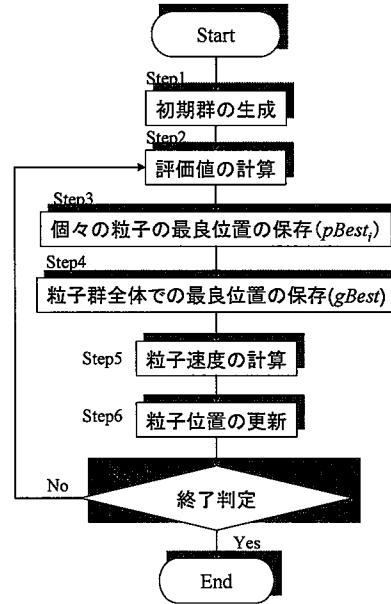 Start
Step1
初期群の生成
Step2
評価値の計算
Step3
個々の粒子の最良位置の保存(pBest_i)
Step4
粒子群全体での最良位置の保存(gBest)
Step5 粒子速度の計算
Step6 粒子位置の更新
No
終了判定
Yes
End